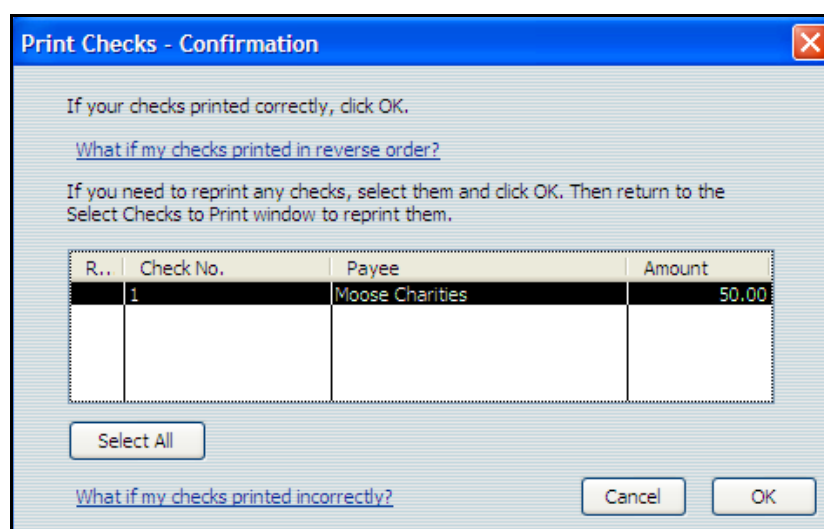 Print Checks - Confirmation
If your checks printed correctly, click OK.
What if my checks printed in reverse order?
If you need to reprint any checks, select them and click OK. Then return to the
Select Checks to Print window to reprint them.
R... Check No. Payee Amount
1 Moose Charities 50.00
Select All
What if my checks printed incorrectly? Cancel OK